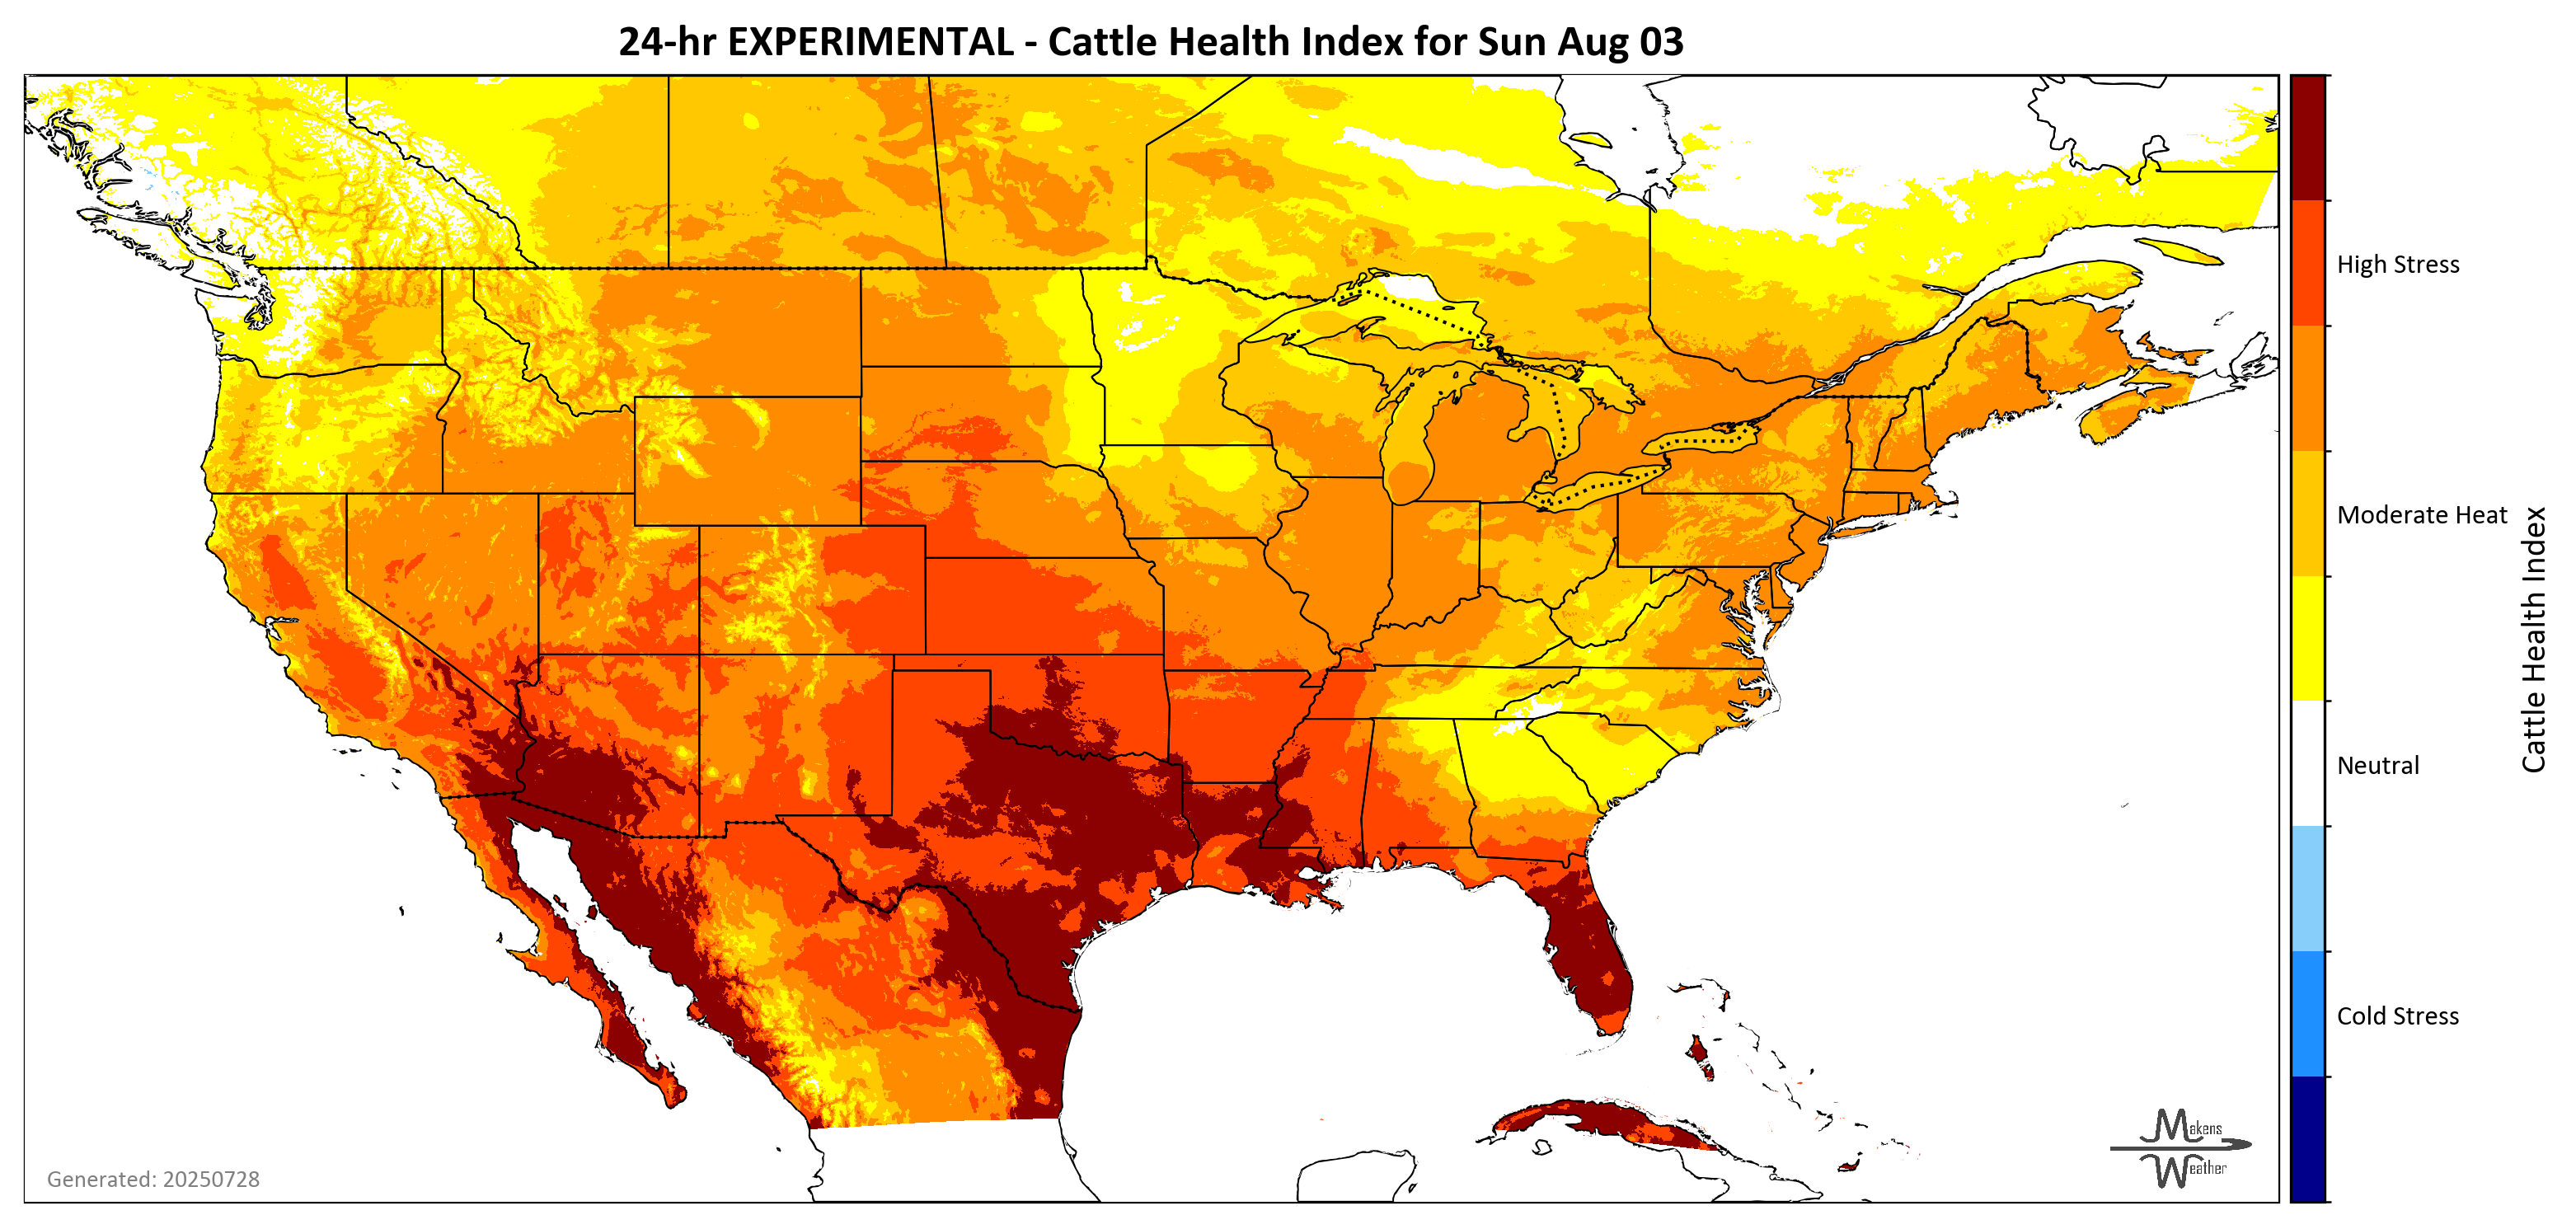 24-hr EXPERIMENTAL - Cattle Health Index for Sun Aug 03
High Stress
Moderate Heat
Neutral
Cold Stress
Cattle Health Index
Makens
Weather
Generated: 20250728